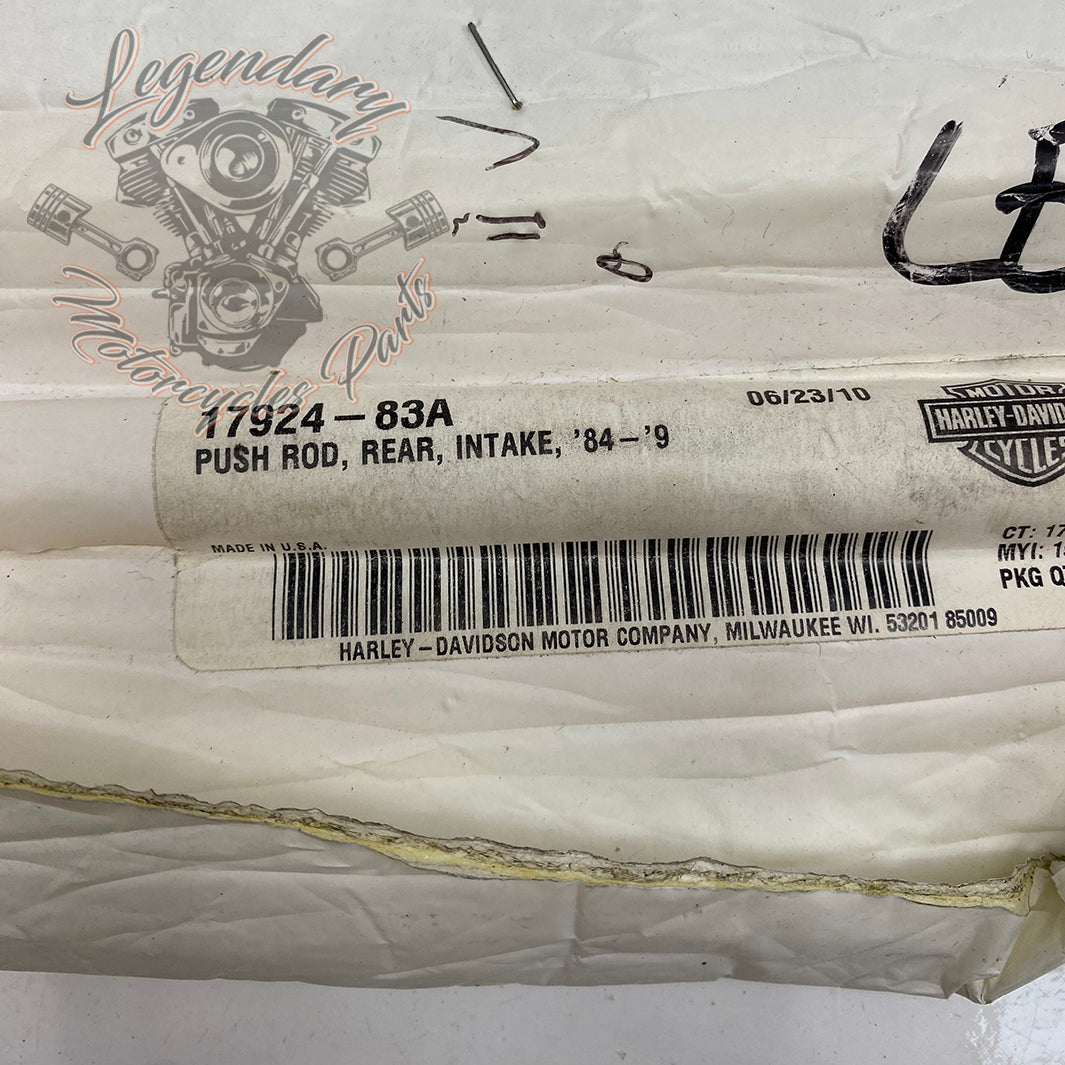 Legendary
Motorcycles Parts
17924-83A
06/23/10
PUSH ROD, REAR, INTAKE, '84-'9
MOTOR
HARLEY-DAVID
CYCLES
MADE IN U.S.A.
CT: 17
MYI: 1
PKG Q
HARLEY-DAVIDSON MOTOR COMPANY, MILWAUKEE WI. 53201 85009